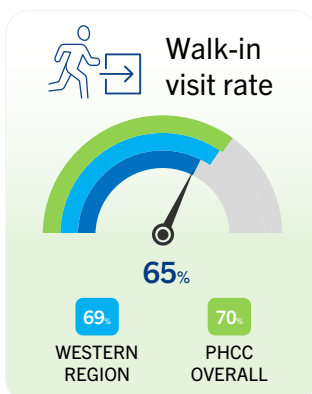 Walk-in
visit rate
65%
69%
70%
WESTERN
REGION
PHCC
OVERALL